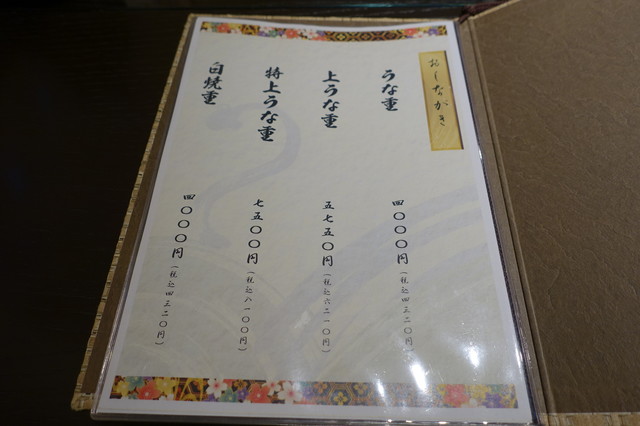 おしながき
うな重
四〇〇〇円
（税込四三二〇円）
上うな重
五七五〇円
（税込六二一〇円）
特上うな重
七五〇〇円
（税込八一〇〇円）
白焼重
四〇〇〇円
（税込四三二〇円）